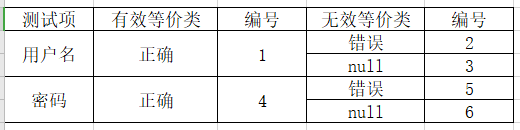 测试项 有效等价类 编号 无效等价类 编号
用户名 正确 1 错误 2
null 3
密码 正确 4 错误 5
null 6